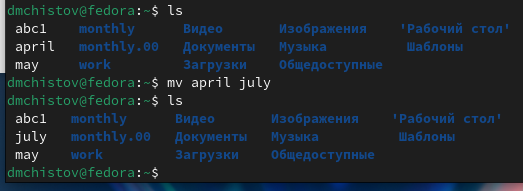 dmchistov@fedora:~$ ls
abc1 monthly Видео Изображения 'Рабочий стол'
april monthly.00 Документы Музыка Шаблоны
may work Загрузки Общедоступные
dmchistov@fedora:~$ mv april july
dmchistov@fedora:~$ ls
abc1 monthly Видео Изображения 'Рабочий стол'
july monthly.00 Документы Музыка Шаблоны
may work Загрузки Общедоступные
dmchistov@fedora:~$